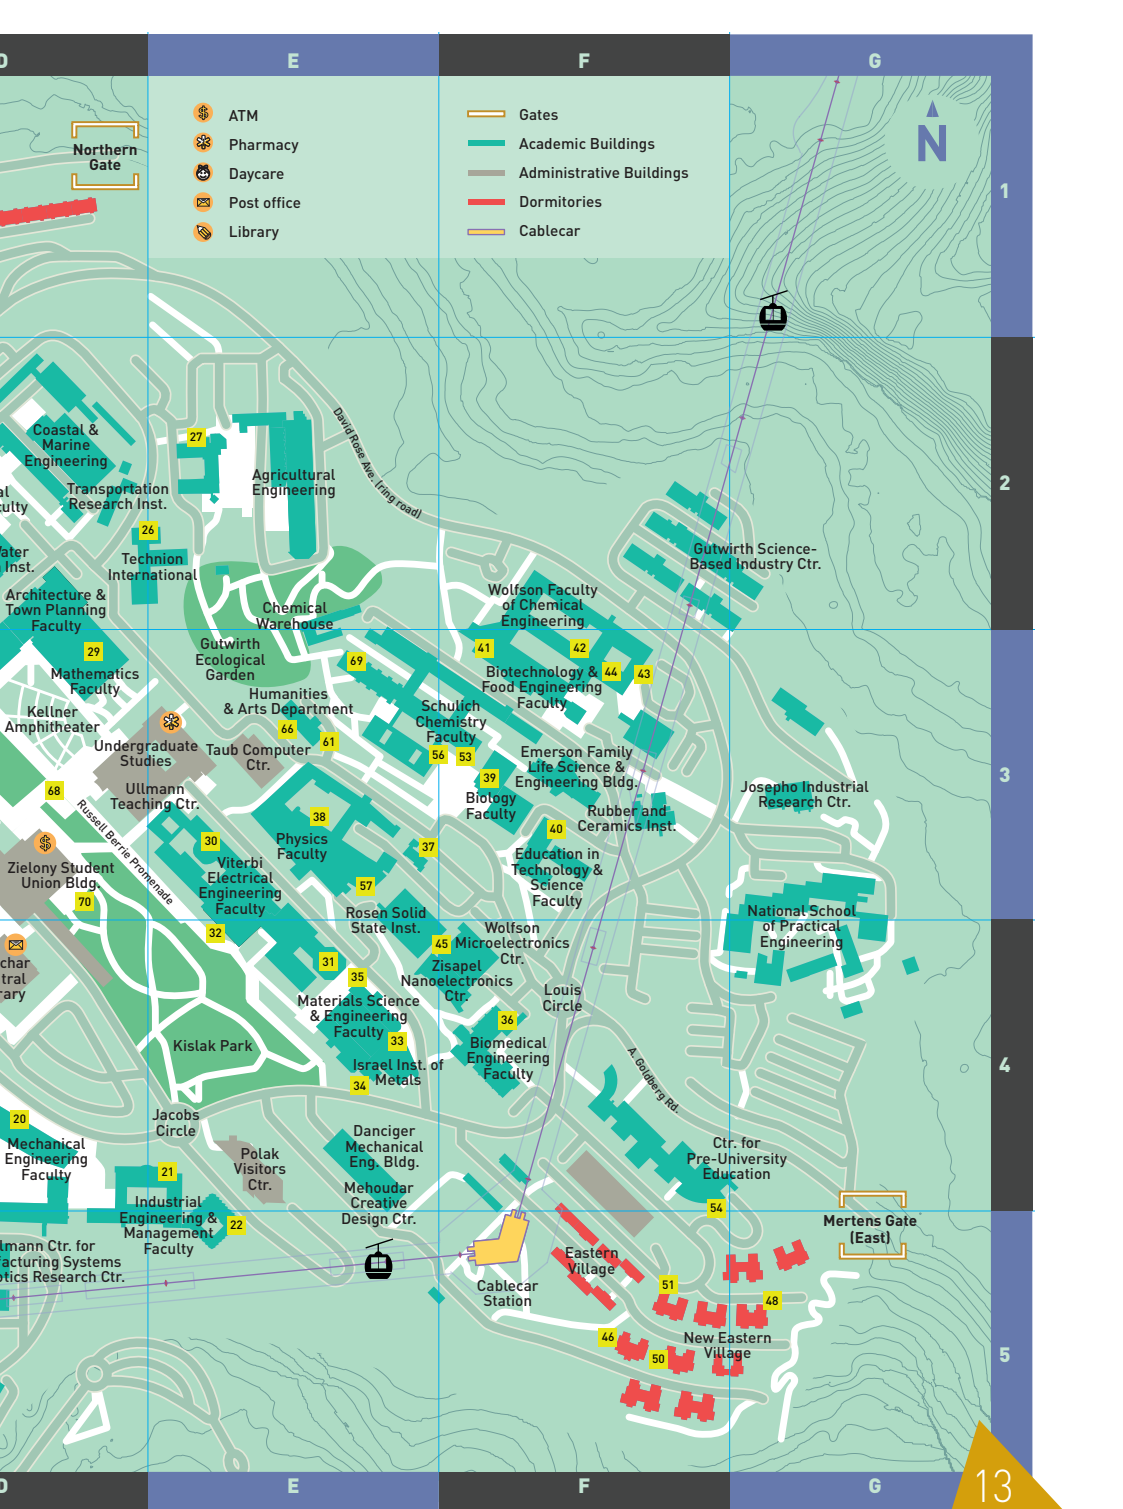 E
F
G
ATM
Pharmacy
Daycare
Post office
Library
Gates
Academic Buildings
Administrative Buildings
Dormitories
Cablecar
N
Northern
Gate
1
2
3
4
5
27
Coastal &
Marine
Engineering
Agricultural
Engineering
David Rose Ave. (ring road)
Transportation
Research Inst.
26
Technion
International
Gutwirth Science-
Based Industry Ctr.
Inst.
Architecture &
Town Planning
Faculty
Chemical
Warehouse
Wolfson Faculty
of Chemical
Engineering
29
Mathematics
Faculty
Gutwirth
Ecological
Garden
69
41
42
44
43
Biotechnology &
Food Engineering
Faculty
Kellner
Amphitheater
Humanities
& Arts Department
66
61
Schulich
Chemistry
Faculty
56
53
Undergraduate
Studies
Taub Computer
Ctr.
Emerson Family
Life Science &
Engineering Bldg.
39
Biology
Faculty
68
Ullmann
Teaching Ctr.
Josepho Industrial
Research Ctr.
Russell Berrie Promenade
38
Physics
Faculty
37
40
Rubber and
Ceramics Inst.
30
Viterbi
Electrical
Engineering
Faculty
Education in
Technology &
Science
Faculty
Zielony Student
Union Bldg.
70
57
Rosen Solid
State Inst.
National School
of Practical
Engineering
32
45
Wolfson
Microelectronics
Ctr.
31
35
Zisapel
Nanoelectronics
Ctr.
Louis
Circle
Materials Science
& Engineering
Faculty
33
36
Biomedical
Engineering
Faculty
Kislak Park
Israel Inst. of
Metals
34
A. Goldberg Rd.
20
Jacobs
Circle
Mechanical
Engineering
Faculty
Polak
Visitors
Ctr.
Danciger
Mechanical
Eng. Bldg.
Ctr. for
Pre-University
Education
54
21
Industrial
Engineering &
Management
Faculty
22
Mehoudar
Creative
Design Ctr.
Mertens Gate
(East)
Ctr. for
Systems
Research Ctr.
Cablecar
Station
Eastern
Village
51
48
46
50
New Eastern
Village
E
F
G
13